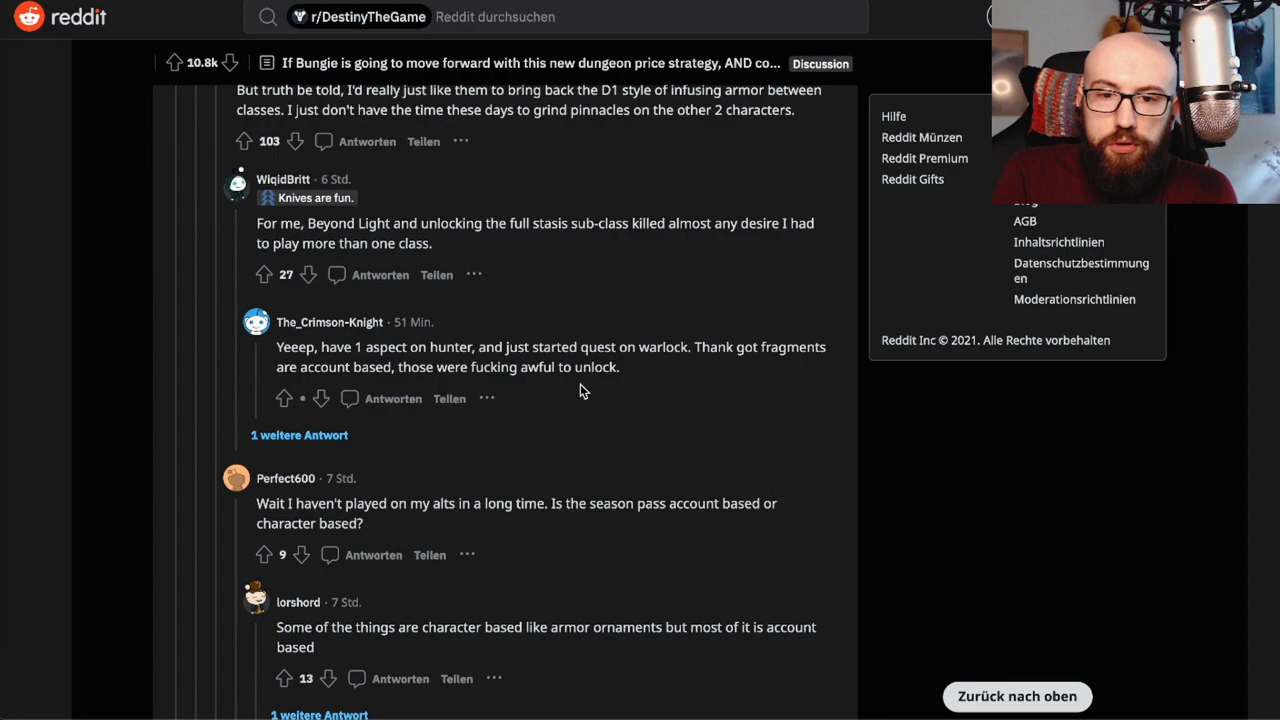 reddit
r/DestinyTheGame
Reddit durchsuchen
10.8k
If Bungie is going to move forward with this new dungeon price strategy, AND co...
Discussion
But truth be told, I'd really just like them to bring back the D1 style of infusing armor between
classes. I just don't have the time these days to grind pinnacles on the other 2 characters.
103 Antworten Teilen ...
WiqidBritt · 6 Std.
Knives are fun.
For me, Beyond Light and unlocking the full stasis sub-class killed almost any desire I had
to play more than one class.
27 Antworten Teilen ...
The_Crimson-Knight · 51 Min.
Yeeep, have 1 aspect on hunter, and just started quest on warlock. Thank got fragments
are account based, those were fucking awful to unlock.
• Antworten Teilen ...
1 weitere Antwort
Perfect600 · 7 Std.
Wait I haven't played on my alts in a long time. Is the season pass account based or
character based?
9 Antworten Teilen ...
lorshord · 7 Std.
Some of the things are character based like armor ornaments but most of it is account
based
13 Antworten Teilen ...
1 weitere Antwort
Hilfe
Reddit Münzen
Reddit Premium
Reddit Gifts
AGB
Inhaltsrichtlinien
Datenschutzbestimmung
en
Moderationsrichtlinien
Reddit Inc © 2021. Alle Rechte vorbehalten
Zurück nach oben